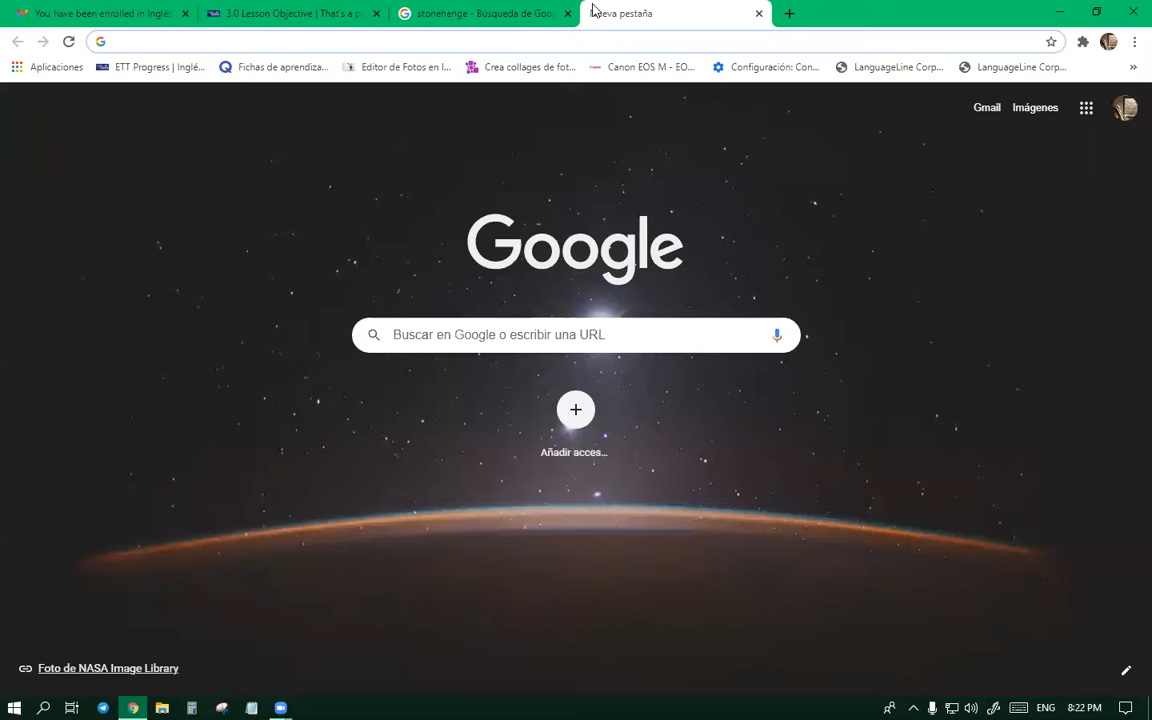 You have been enrolled in Inglé
3.0 Lesson Objective | That's a p
stonehenge - Búsqueda de Goo
Nueva pestaña
Aplicaciones
ETT Progress | Inglé...
Fichas de aprendiza...
Editor de Fotos en l...
Crea collages de fot...
Canon EOS M - EO...
Configuración: Con...
LanguageLine Corp...
LanguageLine Corp...
Gmail
Imágenes
Google
Buscar en Google o escribir una URL
Añadir acces...
Foto de NASA Image Library
ENG
8:22 PM